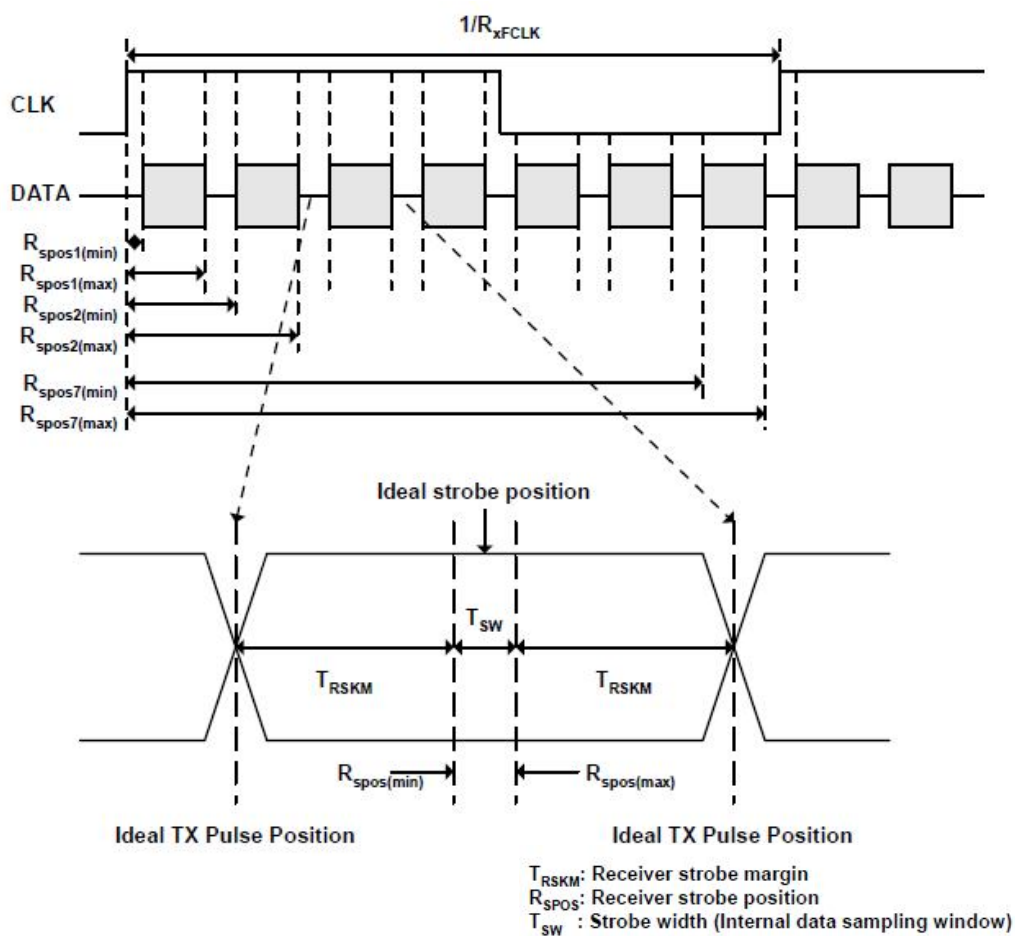 1/RxFCLK
CLK
DATA
Rspos1(min)
Rspos1(max)
Rspos2(min)
Rspos2(max)
Rspos7(min)
Rspos7(max)
Ideal strobe position
TSW
TRSKM
TRSKM
Rspos(min)
Rspos(max)
Ideal TX Pulse Position
Ideal TX Pulse Position
TRSKM: Receiver strobe margin
RSPOS: Receiver strobe position
TSW : Strobe width (Internal data sampling window)